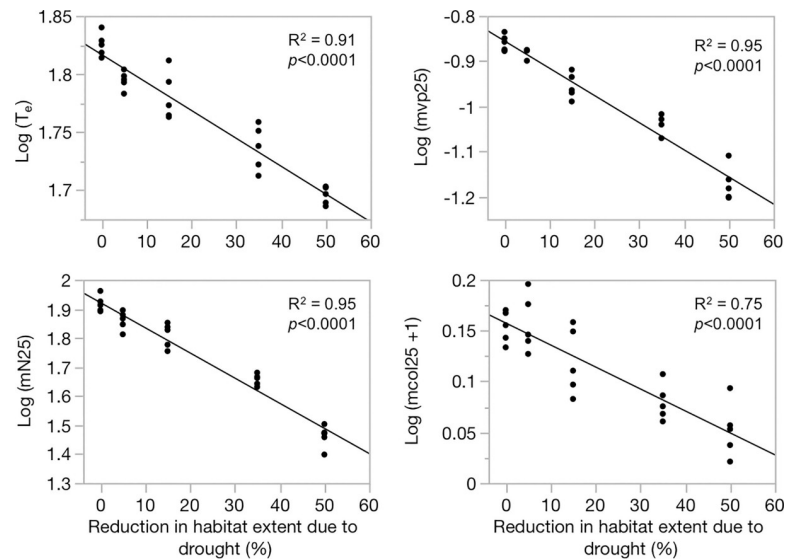 1.85
1.8
1.75
1.7
Log (Tₑ)
R² = 0.91
p<0.0001
0 10 20 30 40 50 60
-0.8
-0.9
-1
-1.1
-1.2
Log (mvp25)
R² = 0.95
p<0.0001
0 10 20 30 40 50 60
2
1.9
1.8
1.7
1.6
1.5
1.4
1.3
Log (mN25)
R² = 0.95
p<0.0001
0 10 20 30 40 50 60
Reduction in habitat extent due to
drought (%)
0.2
0.15
0.1
0.05
0
Log (mcol25 +1)
R² = 0.75
p<0.0001
0 10 20 30 40 50 60
Reduction in habitat extent due to
drought (%)